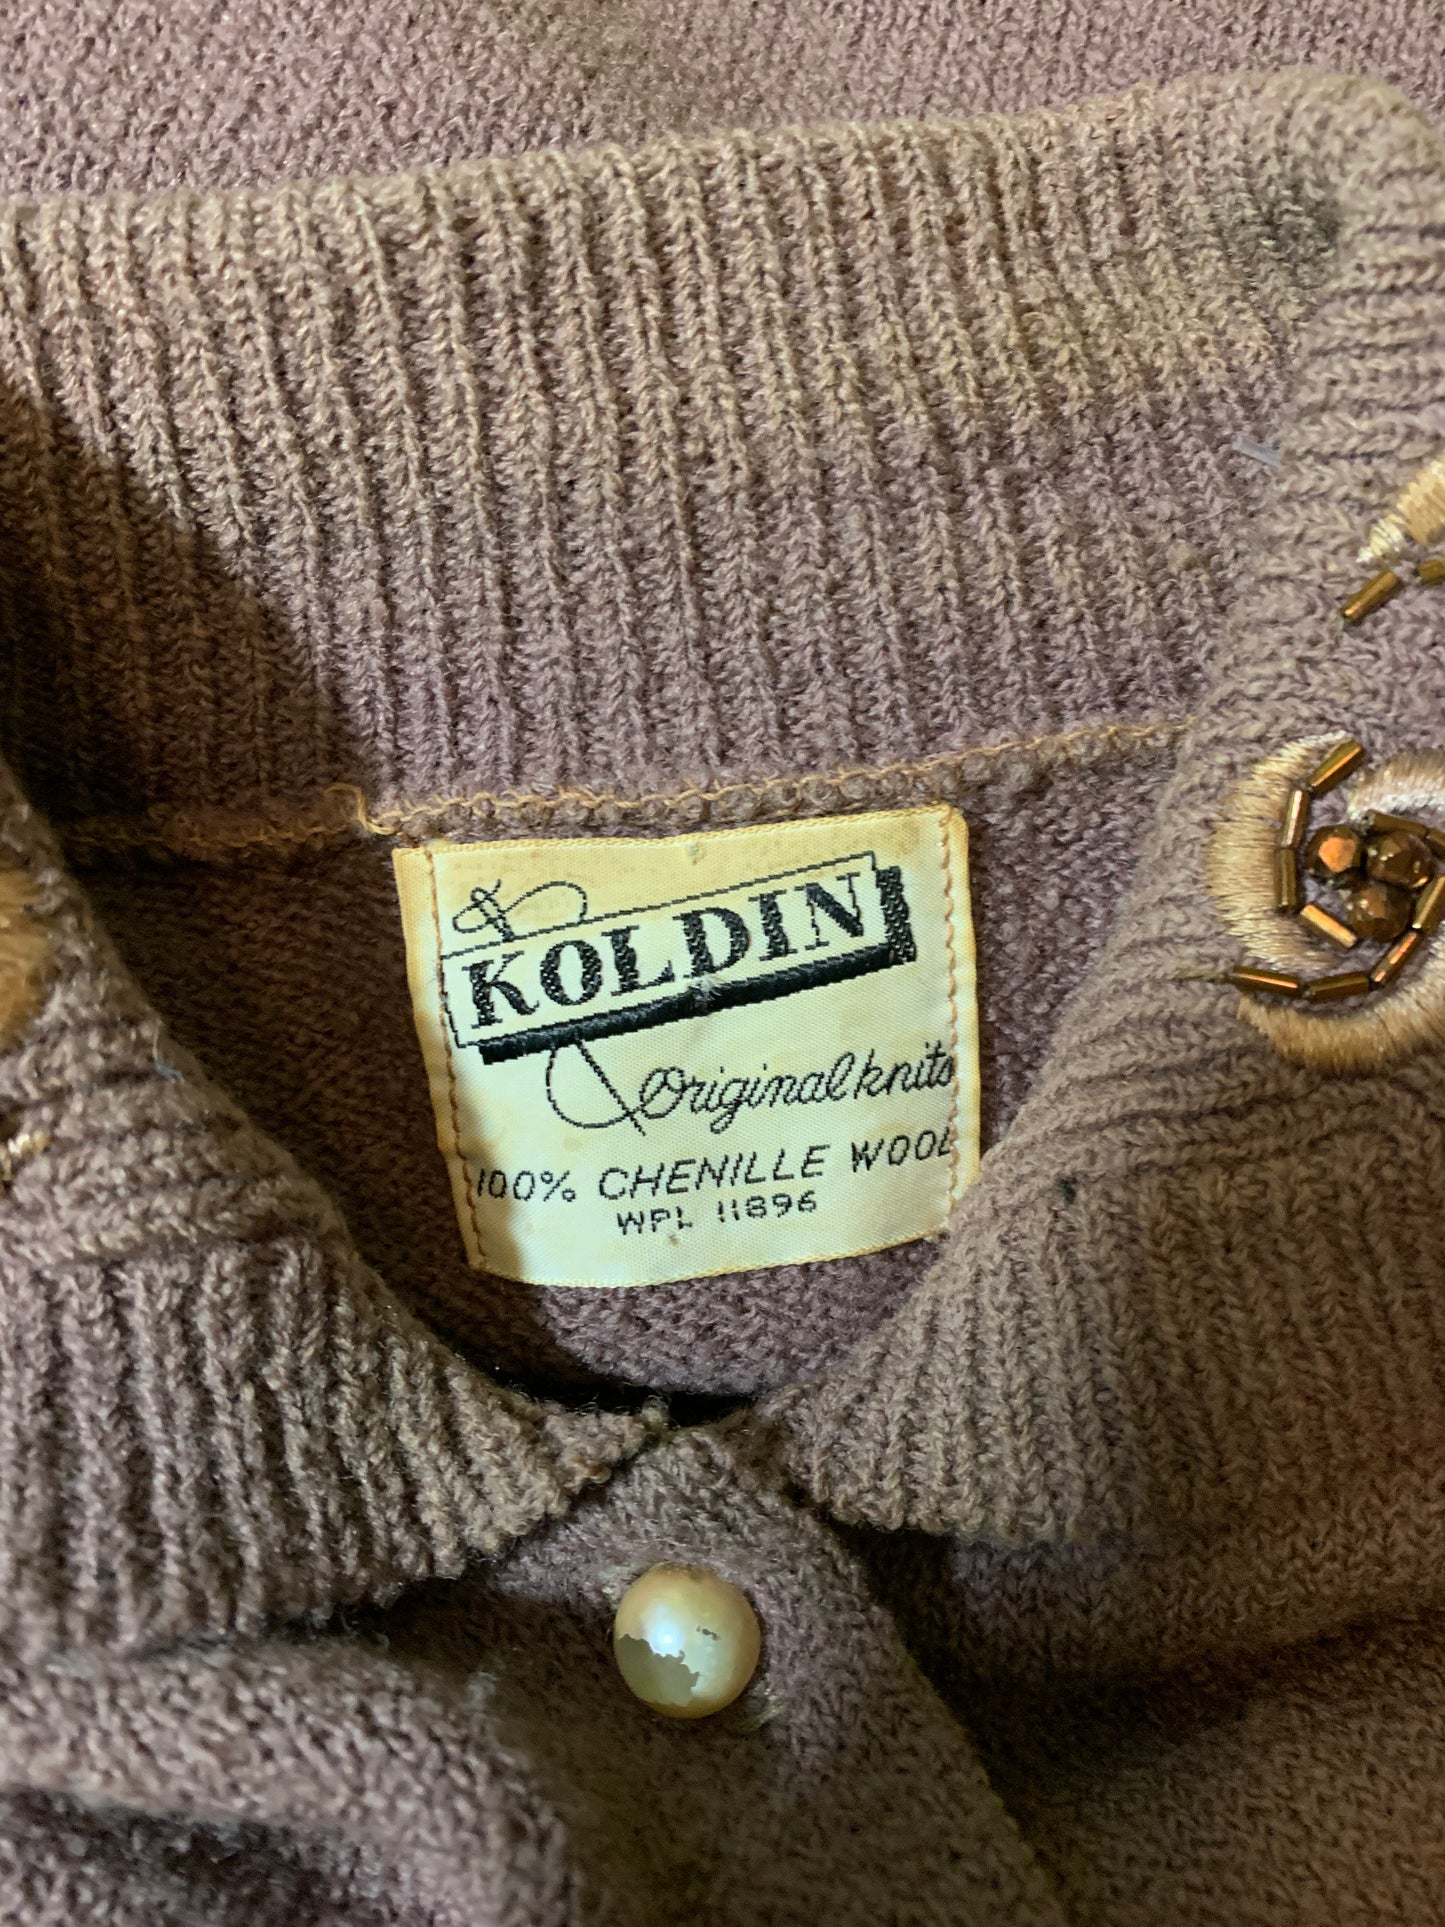 KOLDIN
Original knits
100% CHENILLE WOOL
WPL 11896